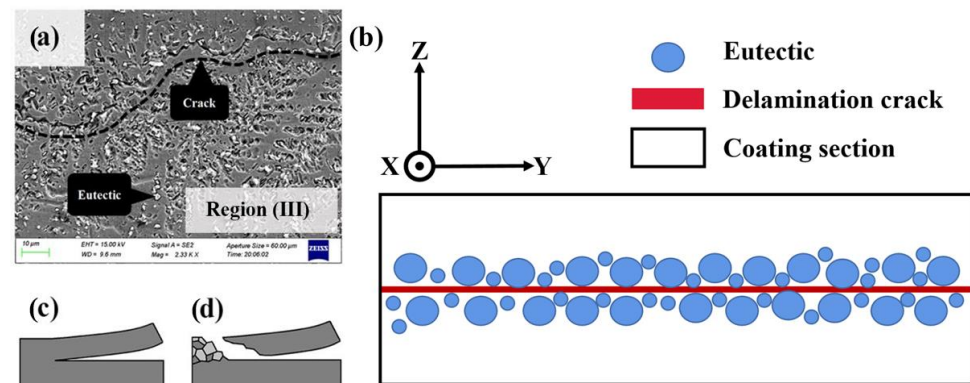 (a)
Crack
Eutectic
Region (III)
10 μm
EHT = 15.00 kV
WD = 9.6 mm
Signal A = SE2
Mag = 2.33 K X
Aperture Size = 60.00 μm
Time: 20:06:02
ZEISS
(b)
Z
X
Y
Eutectic
Delamination crack
Coating section
(c)
(d)